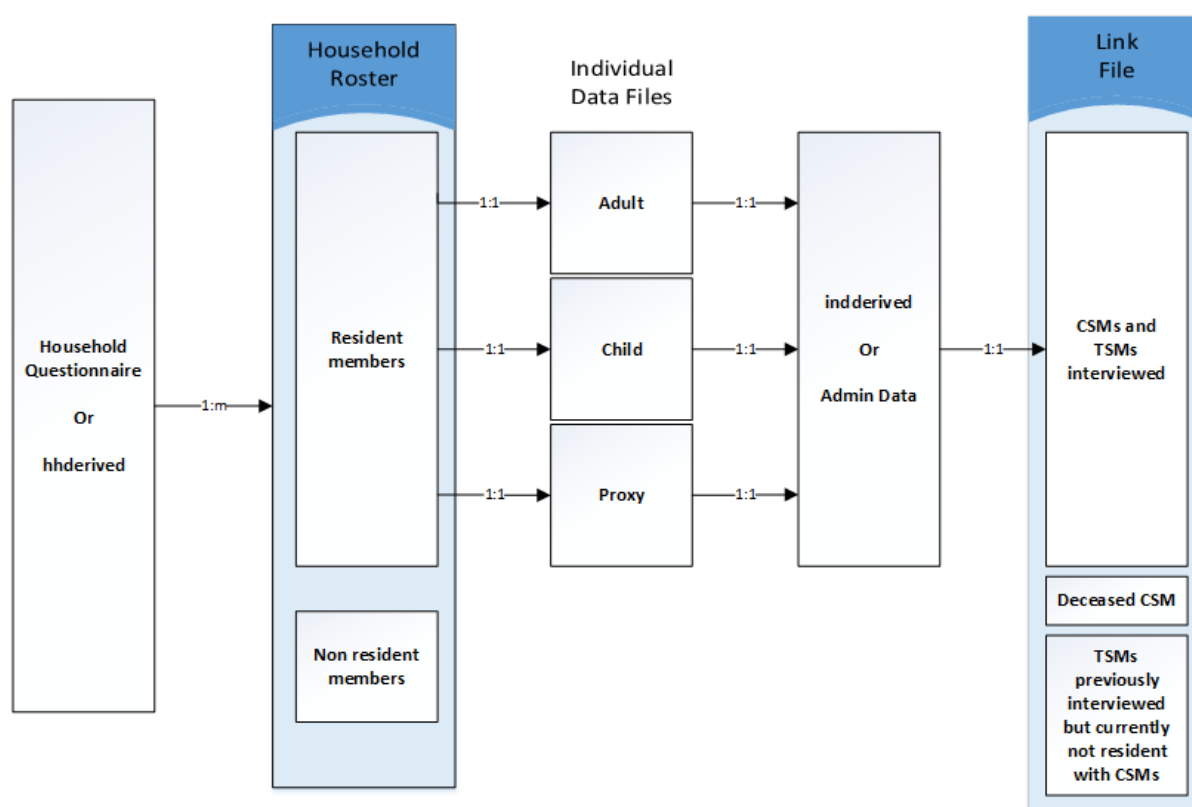 Household
Roster
Individual
Data Files
Link
File
Household
Questionnaire
Or
hhderived
1:m
Resident
members
Non resident
members
1:1
Adult
1:1
1:1
Child
1:1
1:1
Proxy
1:1
indderived
Or
Admin Data
1:1
CSMs and
TSMs
interviewed
Deceased CSM
TSMs
previously
interviewed
but currently
not resident
with CSMs